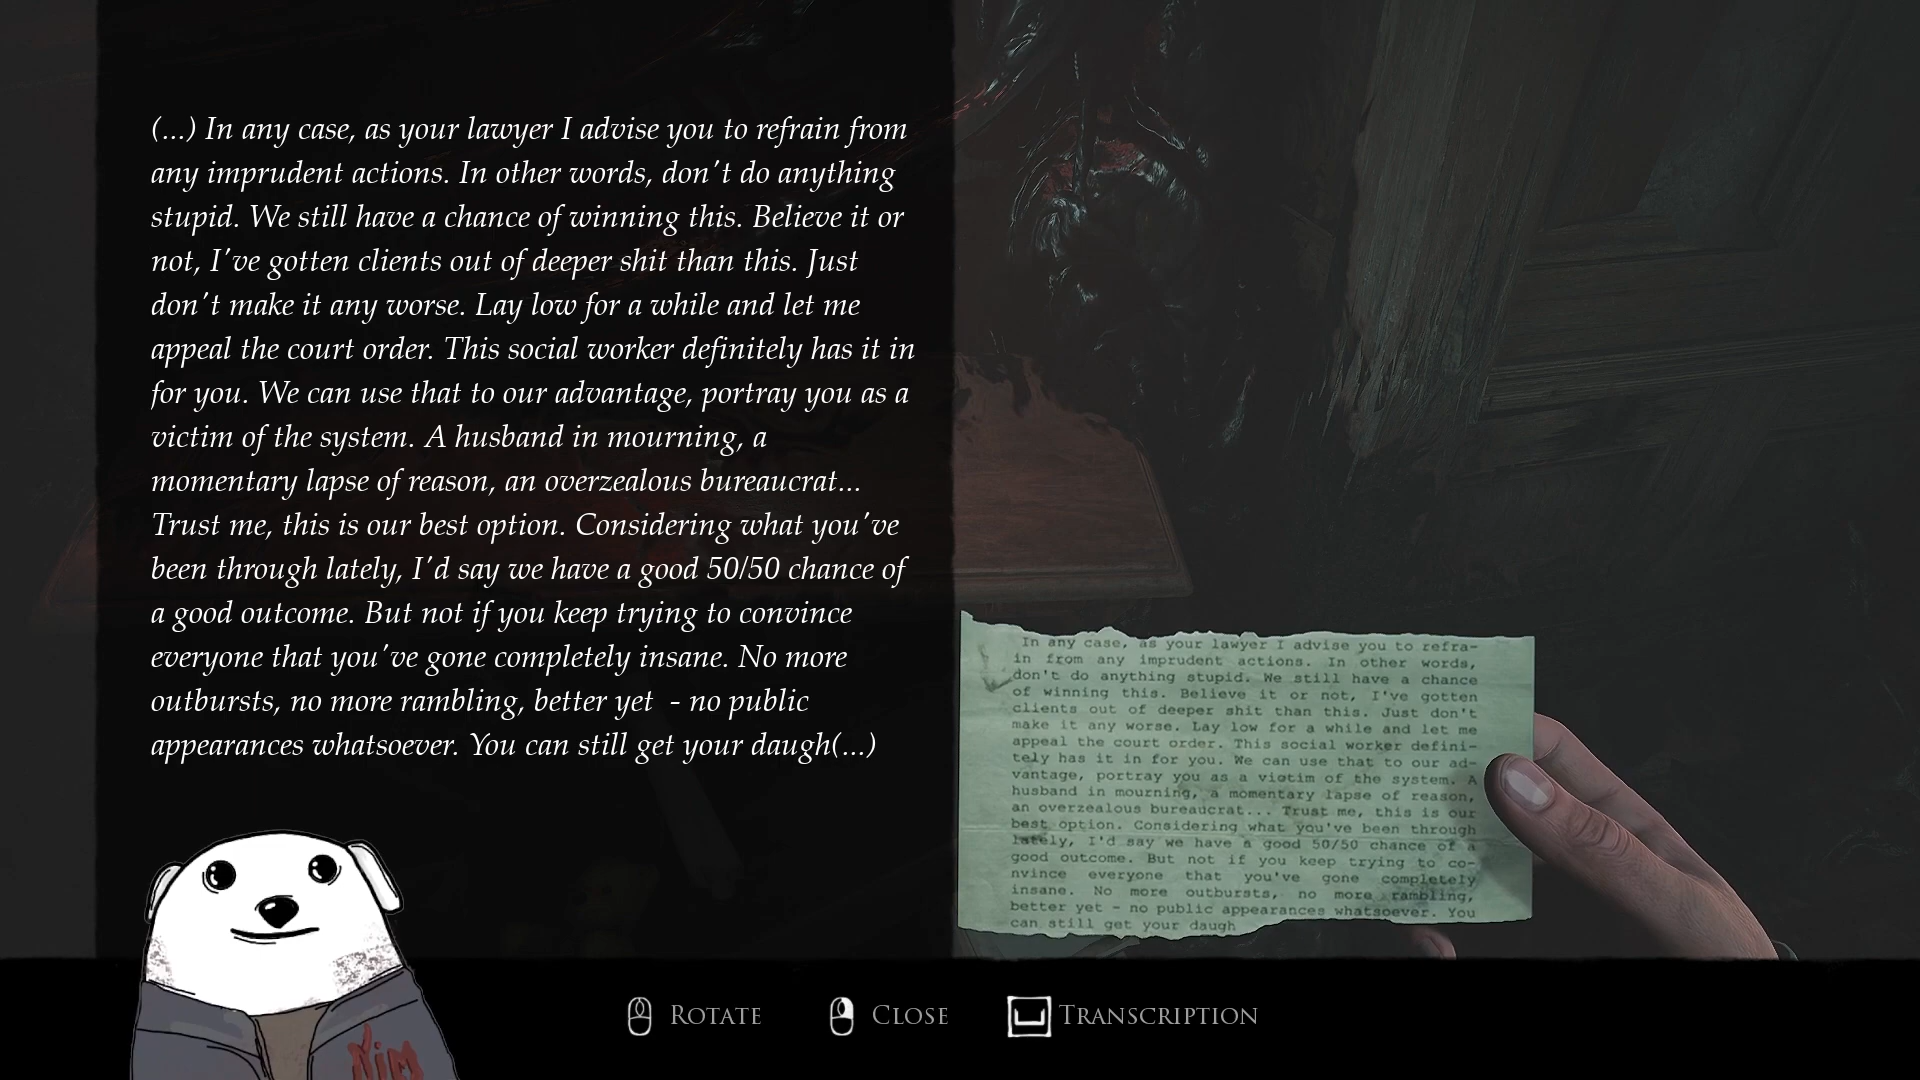 (...) In any case, as your lawyer I advise you to refrain from
any imprudent actions. In other words, don't do anything
stupid. We still have a chance of winning this. Believe it or
not, I've gotten clients out of deeper shit than this. Just
don't make it any worse. Lay low for a while and let me
appeal the court order. This social worker definitely has it in
for you. We can use that to our advantage, portray you as a
victim of the system. A husband in mourning, a
momentary lapse of reason, an overzealous bureaucrat...
Trust me, this is our best option. Considering what you've
been through lately, I'd say we have a good 50/50 chance of
a good outcome. But not if you keep trying to convince
everyone that you've gone completely insane. No more
outbursts, no more rambling, better yet  - no public
appearances whatsoever. You can still get your daugh(...)
In any case, as your lawyer I advise you to refra-
in from any imprudent actions. In other words,
don't do anything stupid. We still have a chance
of winning this. Believe it or not, I've gotten
clients out of deeper shit than this. Just don't
make it any worse. Lay low for a while and let me
appeal the court order. This social worker defini-
tely has it in for you. We can use that to our ad-
vantage, portray you as a victim of the system. A
husband in mourning, a momentary lapse of reason,
an overzealous bureaucrat... Trust me, this is our
best option. Considering what you've been through
lately, I'd say we have a good 50/50 chance of a
good outcome. But not if you keep trying to co-
nvince everyone that you've gone completely
insane. No more outbursts, no more rambling,
better yet - no public appearances whatsoever. You
can still get your daugh
Nim
Rotate
Close
Transcription